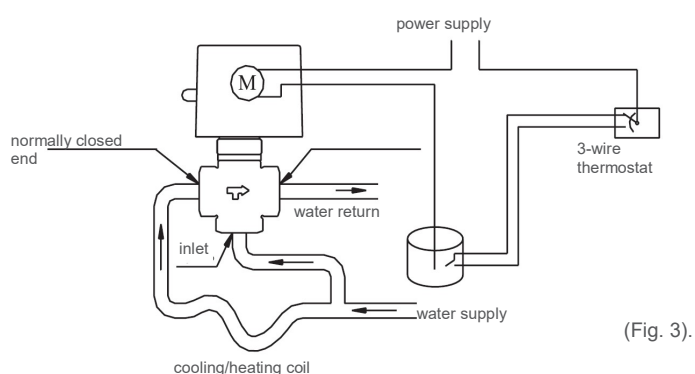 power supply
M
normally closed
end
3-wire
thermostat
water return
inlet
water supply
(Fig. 3).
cooling/heating coil